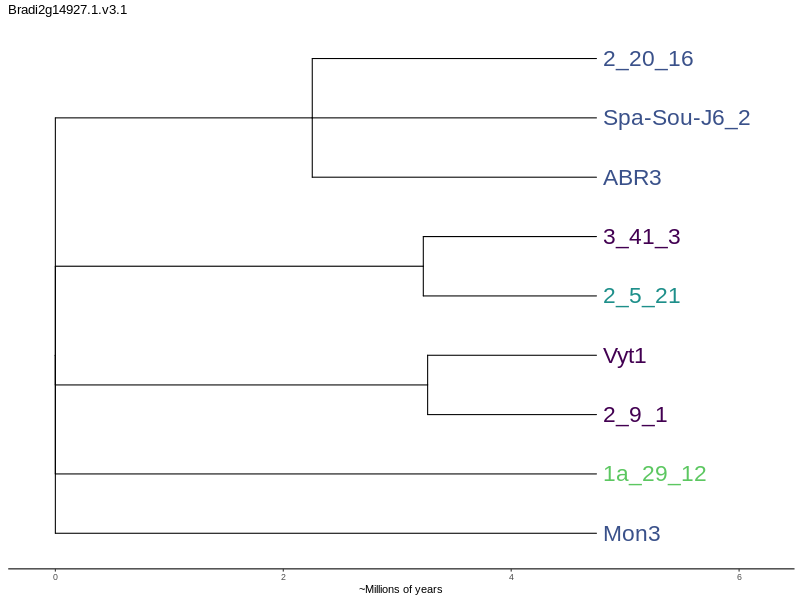 Bradi2g14927.1.v3.1
2_20_16
Spa-Sou-J6_2
ABR3
3_41_3
2_5_21
Vyt1
2_9_1
1a_29_12
Mon3
0 2 4 6
~Millions of years